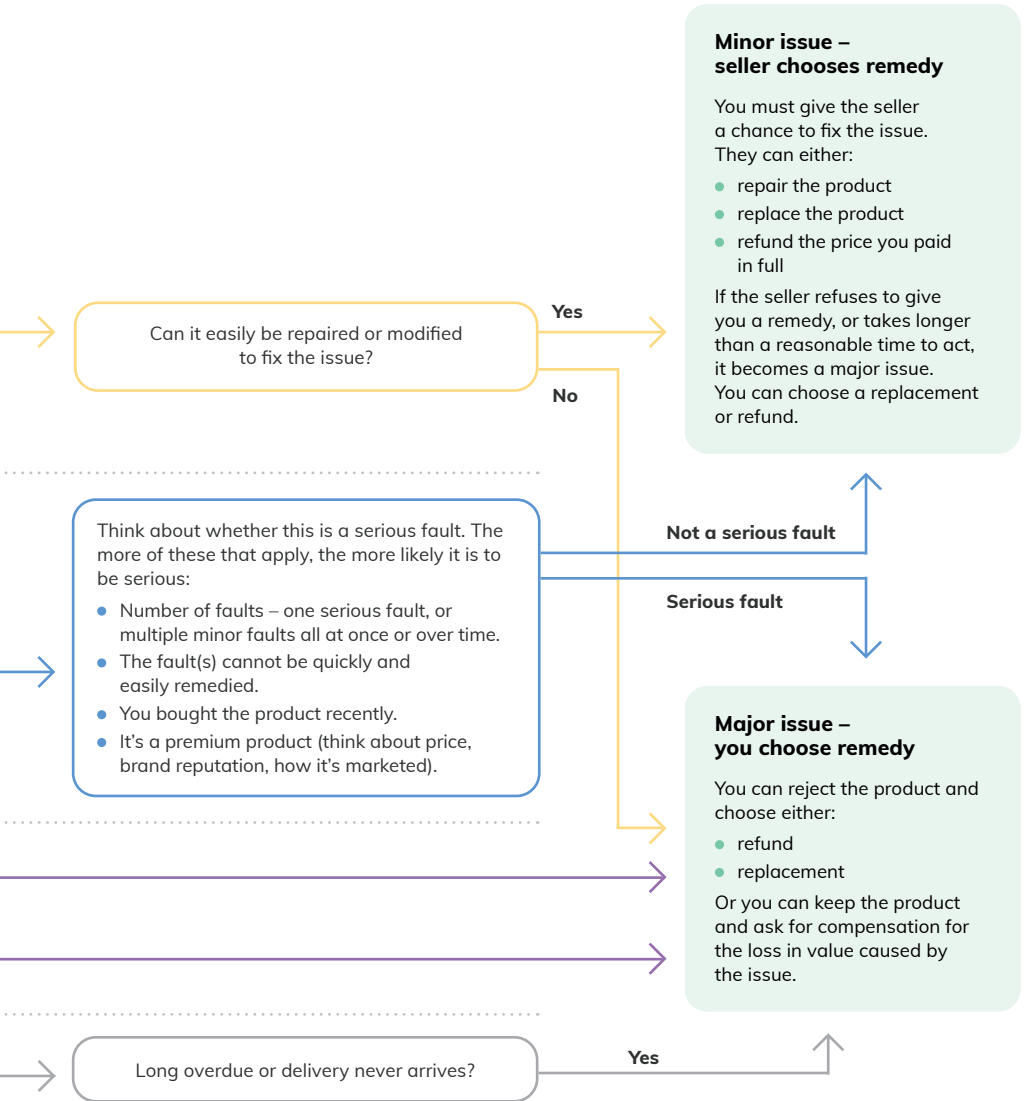 Minor issue –
seller chooses remedy
You must give the seller
a chance to fix the issue.
They can either:
• repair the product
• replace the product
• refund the price you paid
in full
If the seller refuses to give
you a remedy, or takes longer
than a reasonable time to act,
it becomes a major issue.
You can choose a replacement
or refund.
Can it easily be repaired or modified
to fix the issue?
Yes
No
Think about whether this is a serious fault. The
more of these that apply, the more likely it is to
be serious:
• Number of faults – one serious fault, or
multiple minor faults all at once or over time.
• The fault(s) cannot be quickly and
easily remedied.
• You bought the product recently.
• It's a premium product (think about price,
brand reputation, how it's marketed).
Not a serious fault
Serious fault
Major issue –
you choose remedy
You can reject the product and
choose either:
• refund
• replacement
Or you can keep the product
and ask for compensation for
the loss in value caused by
the issue.
Long overdue or delivery never arrives?
Yes